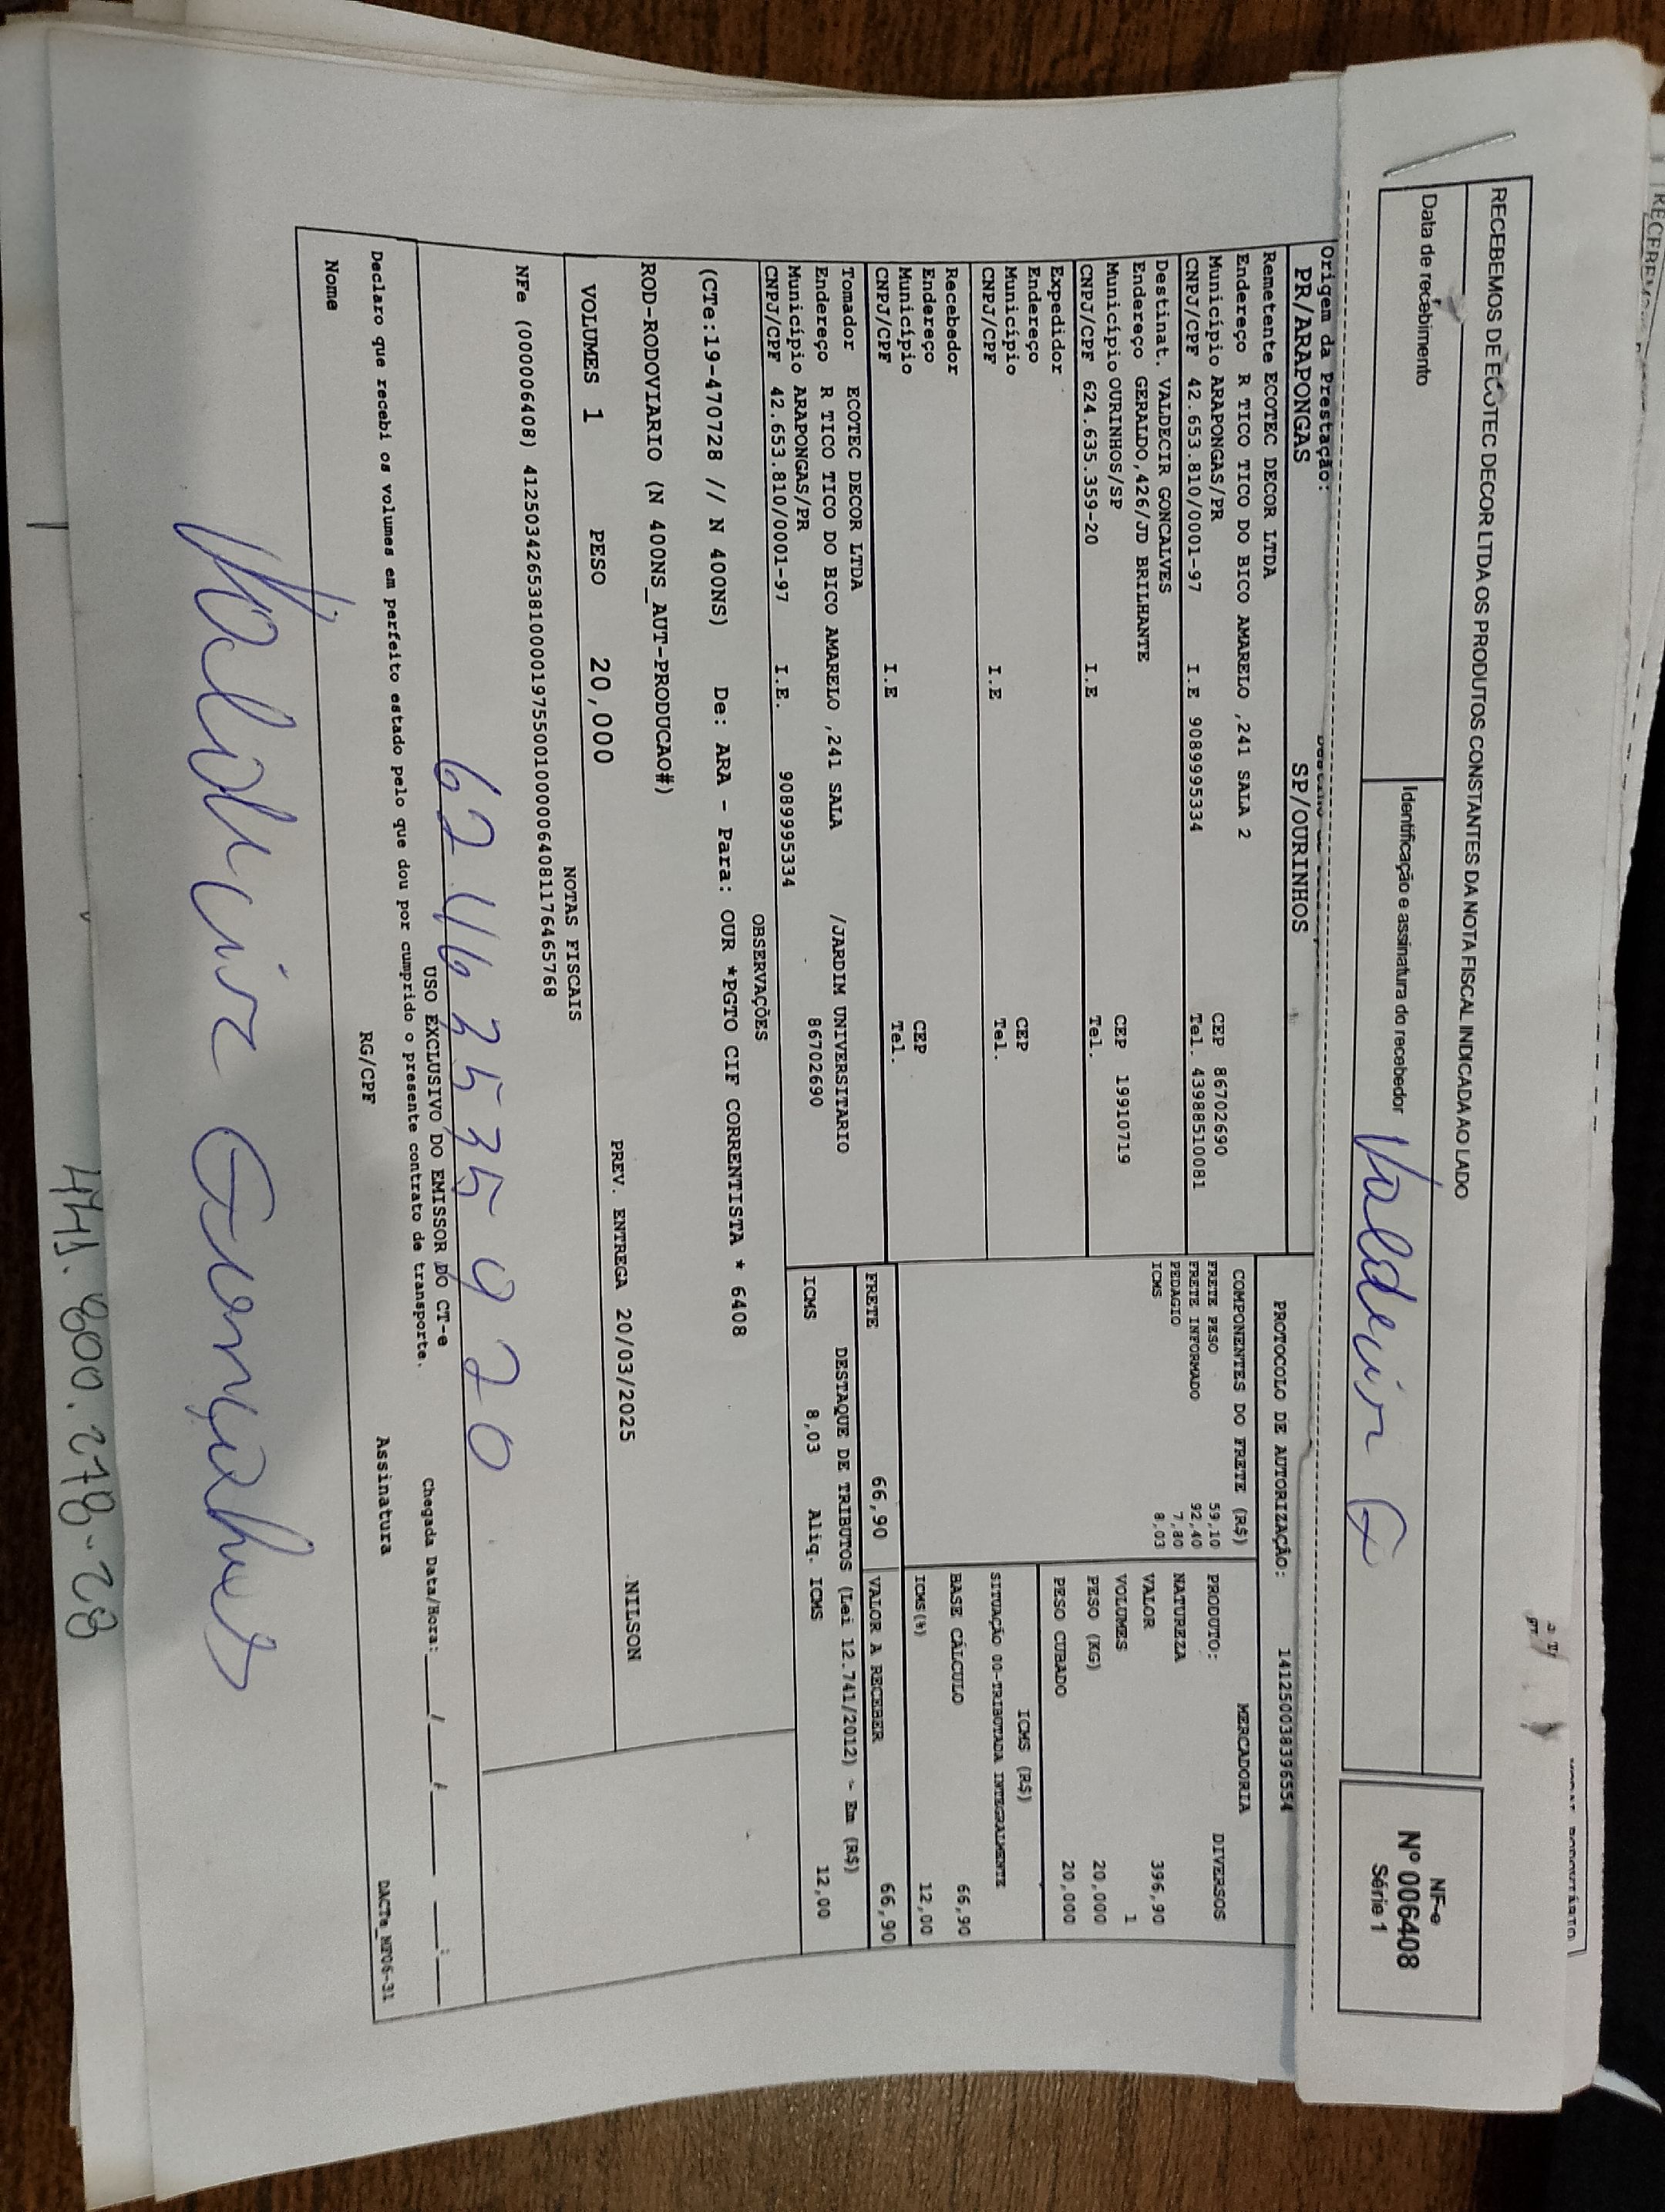 RECEBEMOS DE ECOTEC DECOR LTDA OS PRODUTOS CONSTANTES DA NOTA FISCAL INDICADA AO LADO
Data de recebimento
Identificação e assinatura do recebedor
Valdecir G
NF-e
Nº 006408
Série 1
Origem da Prestação:
PR/ARAPONGAS
SP/OURINHOS
PROTOCOLO DE AUTORIZAÇÃO: 141250038396554
Remetente ECOTEC DECOR LTDA
Endereço R TICO TICO DO BICO AMARELO ,241 SALA 2
Município ARAPONGAS/PR CEP 86702690
CNPJ/CPF 42.653.810/0001-97 I.E 9089995334 Tel. 43988510081
Destinat. VALDECIR GONCALVES
Endereço GERALDO,426/JD BRILHANTE
Município OURINHOS/SP CEP 19910719
CNPJ/CPF 624.635.359-20 I.E Tel.
Expedidor
Endereço
Município CEP
CNPJ/CPF I.E Tel.
Recebedor
Endereço
Município CEP
CNPJ/CPF I.E Tel.
Tomador ECOTEC DECOR LTDA
Endereço R TICO TICO DO BICO AMARELO ,241 SALA /JARDIM UNIVERSITARIO
Município ARAPONGAS/PR 86702690
CNPJ/CPF 42.653.810/0001-97 I.E. 9089995334
COMPONENTES DO FRETE (R$)
FRETE PESO 59,10
FRETE INFORMADO 92,40
PEDAGIO 7,80
ICMS 8,03
MERCADORIA
PRODUTO: DIVERSOS
NATUREZA
VALOR 396,90
VOLUMES 1
PESO (KG) 20,000
PESO CUBADO 20,000
ICMS (R$)
SITUAÇÃO 00-TRIBUTADA INTEGRALMENTE
BASE CÁLCULO 66,90
ICMS(%) 12,00
FRETE 66,90
VALOR A RECEBER 66,90
DESTAQUE DE TRIBUTOS (Lei 12.741/2012) - Em (R$)
ICMS 8,03 Aliq. ICMS 12,00
OBSERVAÇÕES
(CTe:19-470728 // N 400NS) De: ARA - Para: OUR *PGTO CIF CORRENTISTA * 6408
ROD-RODOVIARIO (N 400NS_AUT-PRODUCAO#)
VOLUMES 1 PESO 20,000 PREV. ENTREGA 20/03/2025 NILSON
NOTAS FISCAIS
NFe (000006408) 41250342653810000197550010000064081176465768
62463535920
USO EXCLUSIVO DO EMISSOR DO CT-e
Declaro que recebi os volumes em perfeito estado pelo que dou por cumprido o presente contrato de transporte.
Chegada Data/Hora: ___/___/____ ___:___
Nome RG/CPF Assinatura
DACTe_MF06-31
Valdecir Gonçalves
441.800.278-28